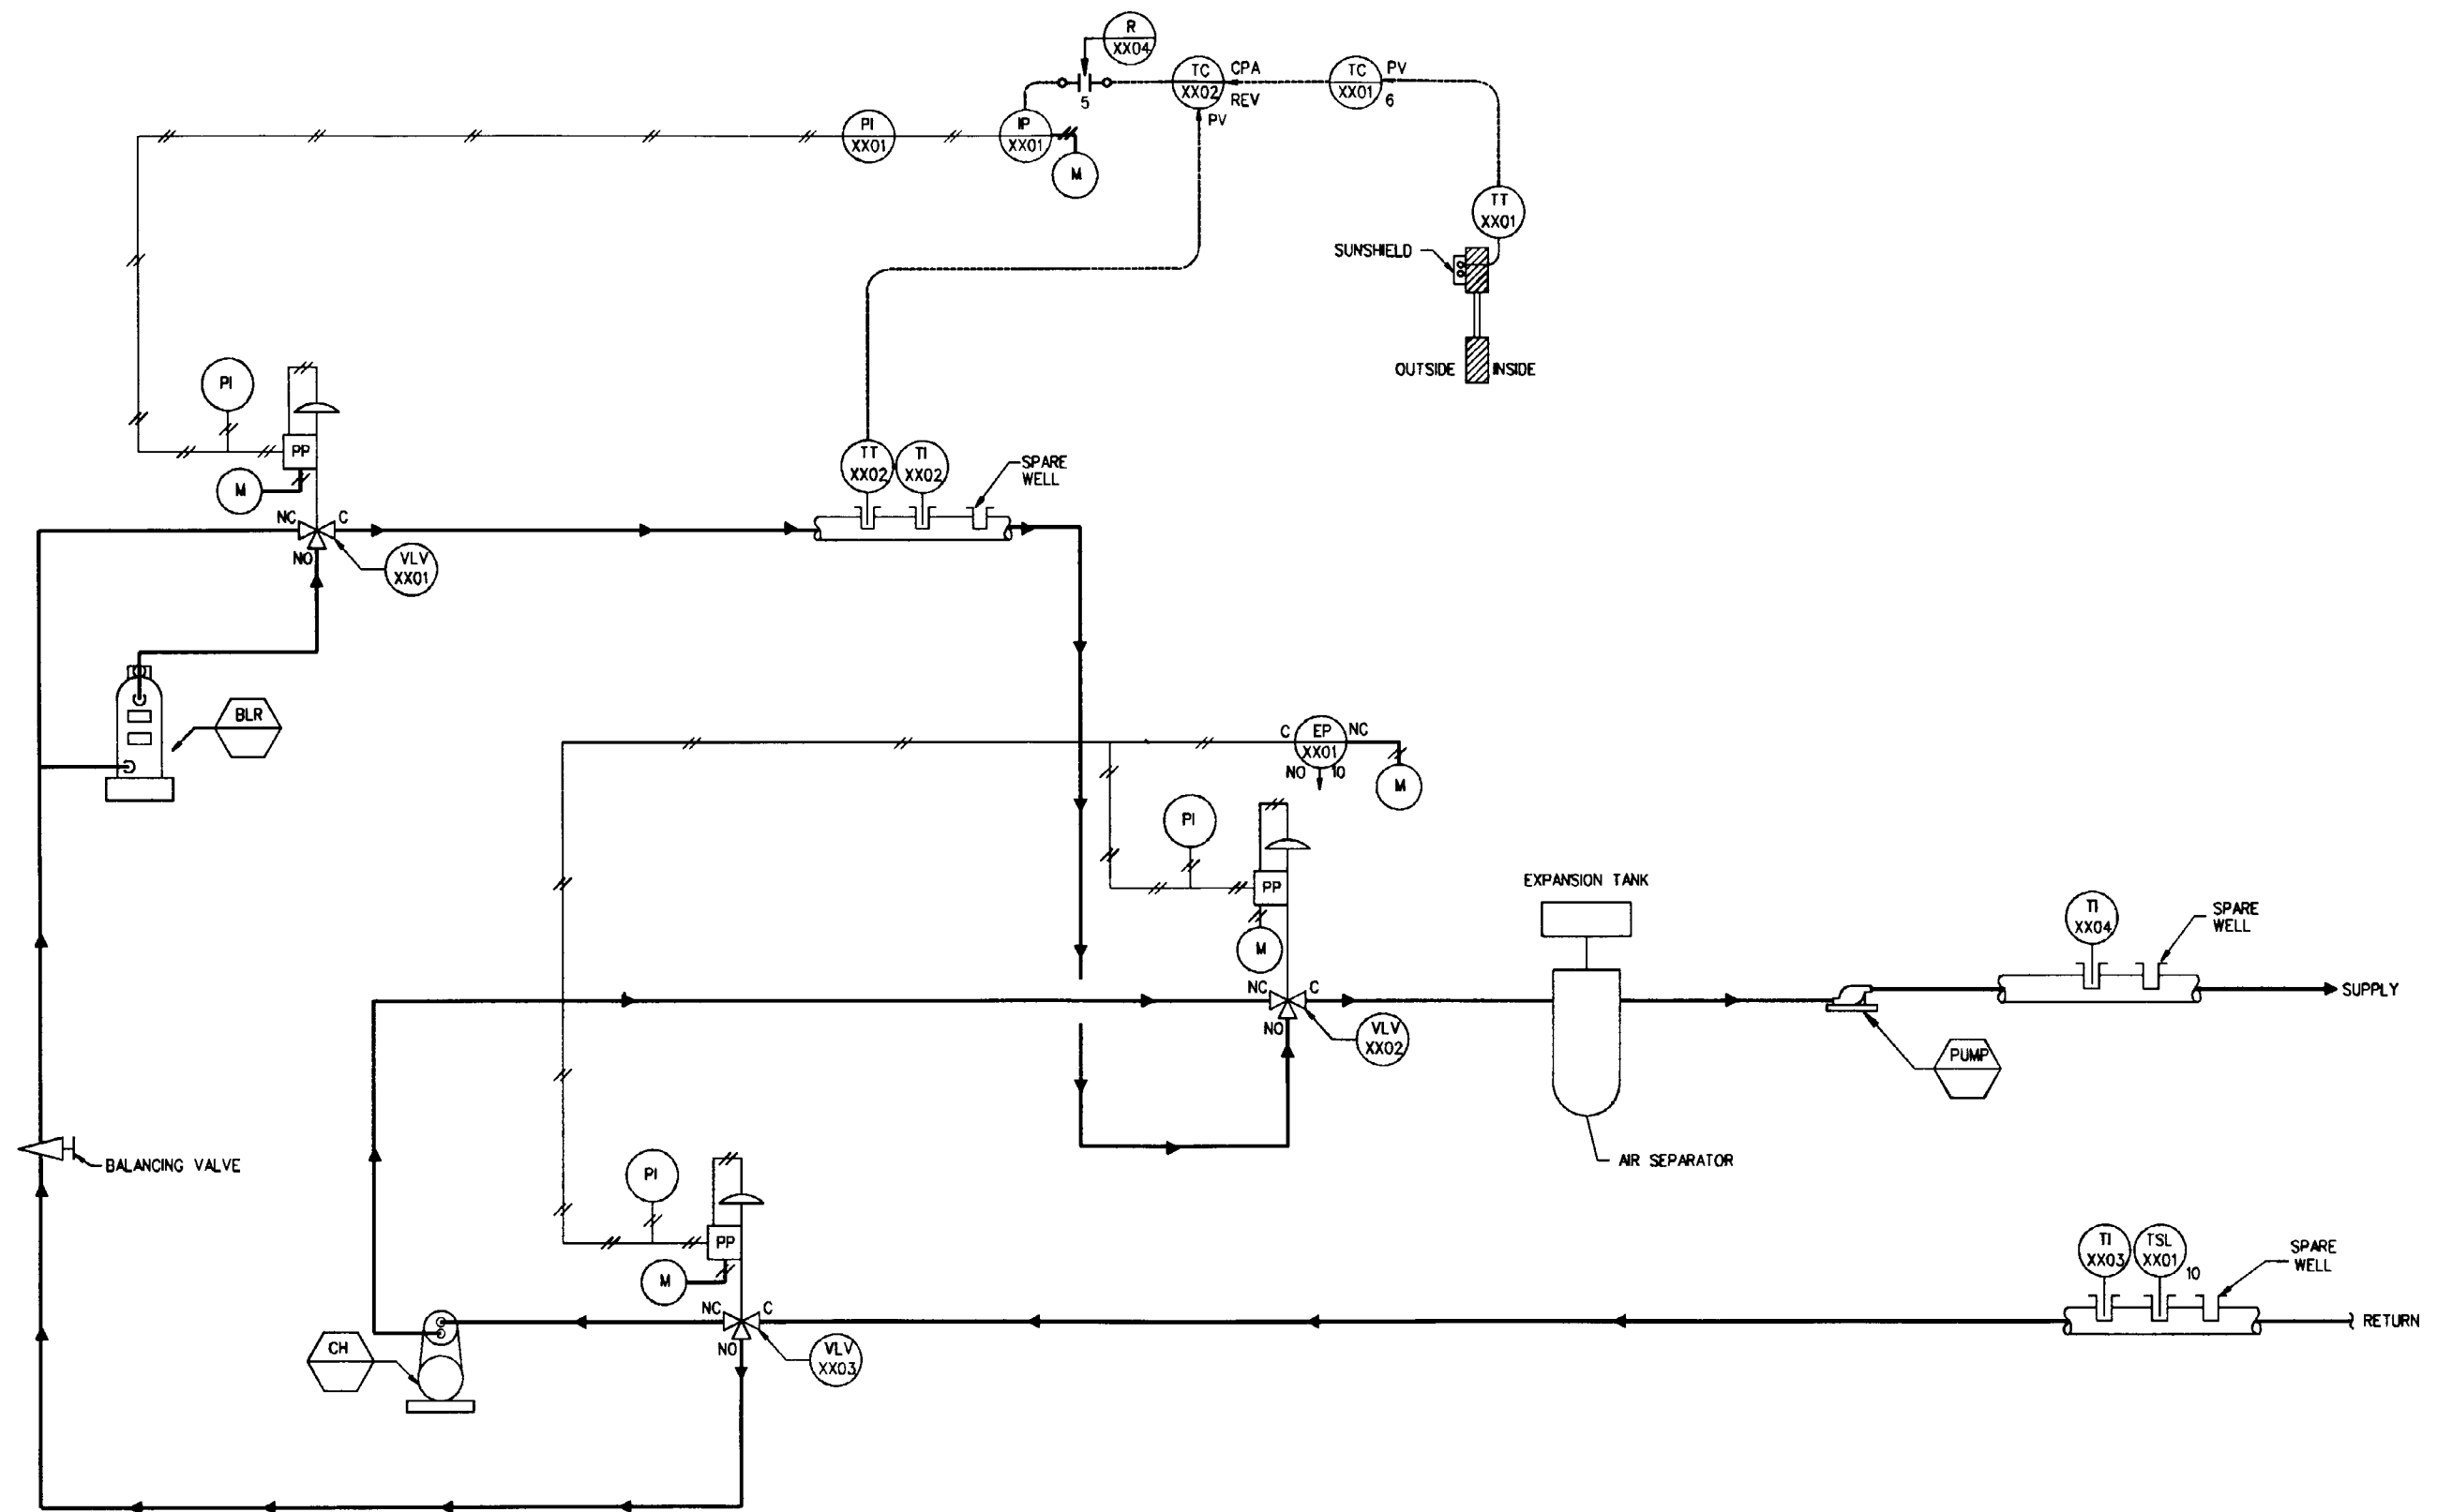 R
XX04
TC
XX02
CPA
REV
PV
TC
XX01
PV
6
5
PI
XX01
IP
XX01
M
TT
XX01
SUNSHIELD
OUTSIDE
INSIDE
PI
PP
M
NC
C
NO
VLV
XX01
TT
XX02
TI
XX02
SPARE
WELL
BLR
C
EP
XX01
NC
NO
10
M
PI
PP
M
NC
C
NO
VLV
XX02
EXPANSION TANK
AIR SEPARATOR
TI
XX04
SPARE
WELL
SUPPLY
PUMP
BALANCING VALVE
PI
PP
M
NC
C
NO
VLV
XX03
CH
TI
XX03
TSL
XX01
10
SPARE
WELL
RETURN